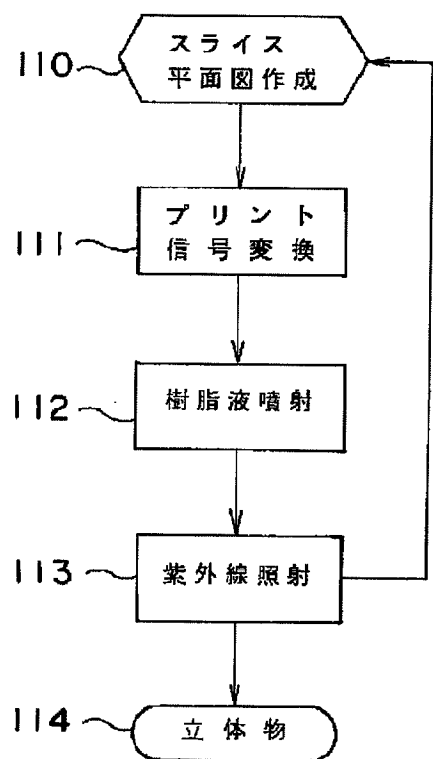 110
スライス
平面図作成
111
プリント
信号変換
112
樹脂液噴射
113
紫外線照射
114
立体物